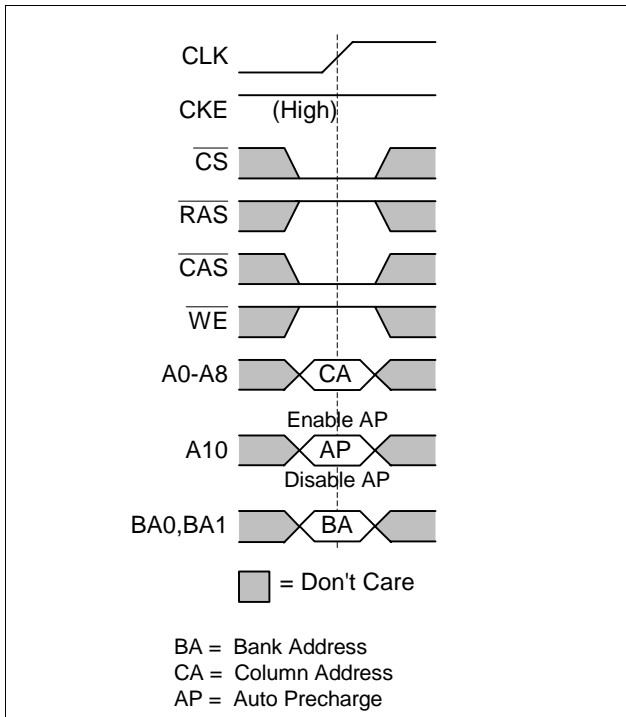 CLK
CKE (High)
CS
RAS
CAS
WE
A0-A8 CA
Enable AP
A10 AP
Disable AP
BA0,BA1 BA
= Don't Care
BA = Bank Address
CA = Column Address
AP = Auto Precharge